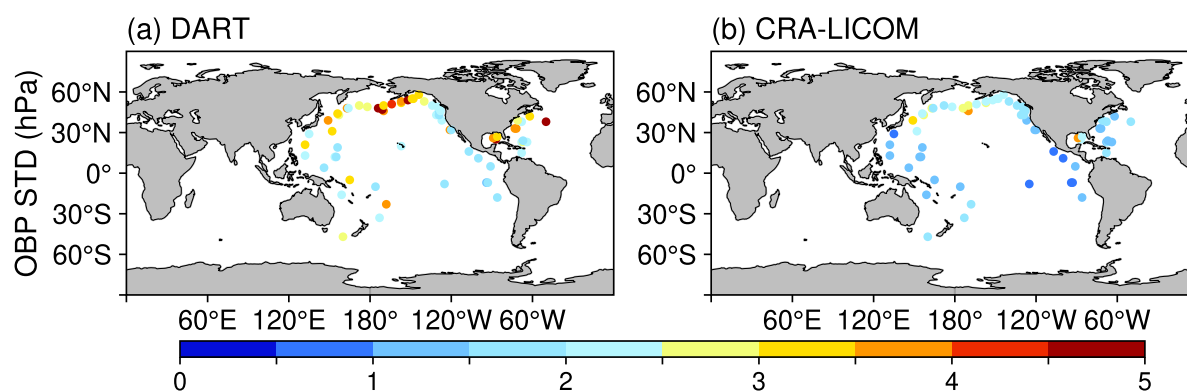 (a) DART (b) CRA-LICOM
OBP STD (hPa)
60°N 60°N
30°N 30°N
0° 0°
30°S 30°S
60°S 60°S
60°E 120°E 180° 120°W 60°W 60°E 120°E 180° 120°W 60°W
0 1 2 3 4 5